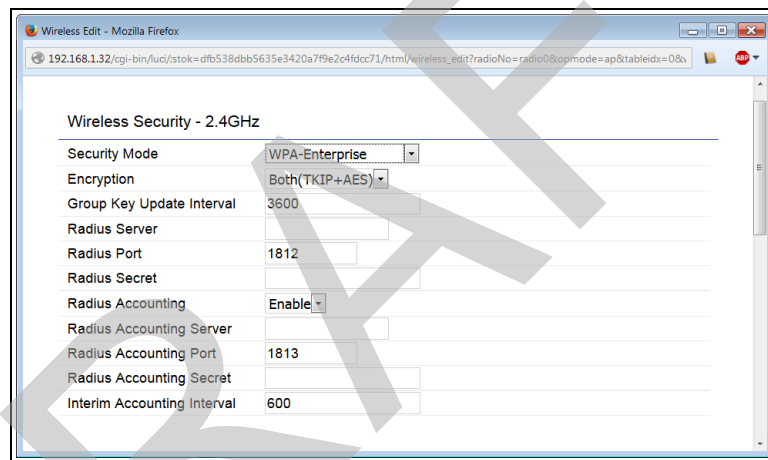 Wireless Edit - Mozilla Firefox
192.168.1.32/cgi-bin/luci/;stok=dfb538dbb5635e3420a7f9e2c4fdcc71/html/wireless_edit?radioNo=radio0&opmode=ap&tableidx=0&
ABP
Wireless Security - 2.4GHz
Security Mode WPA-Enterprise
Encryption Both(TKIP+AES)
Group Key Update Interval 3600
Radius Server
Radius Port 1812
Radius Secret
Radius Accounting Enable
Radius Accounting Server
Radius Accounting Port 1813
Radius Accounting Secret
Interim Accounting Interval 600